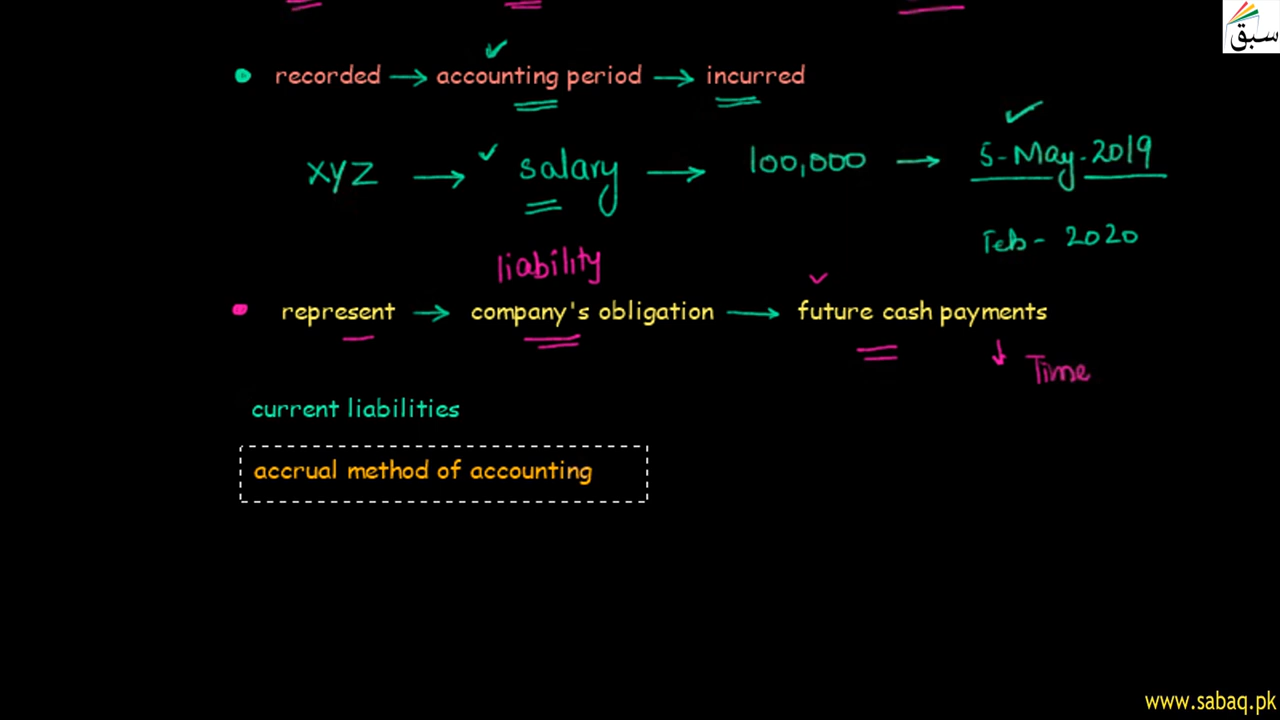 سبق
recorded → accounting period → incurred
xyz → salary → 100,000 → 5-May-2019
Feb - 2020
liability
represent → company's obligation → future cash payments
Time
current liabilities
accrual method of accounting
www.sabaq.pk